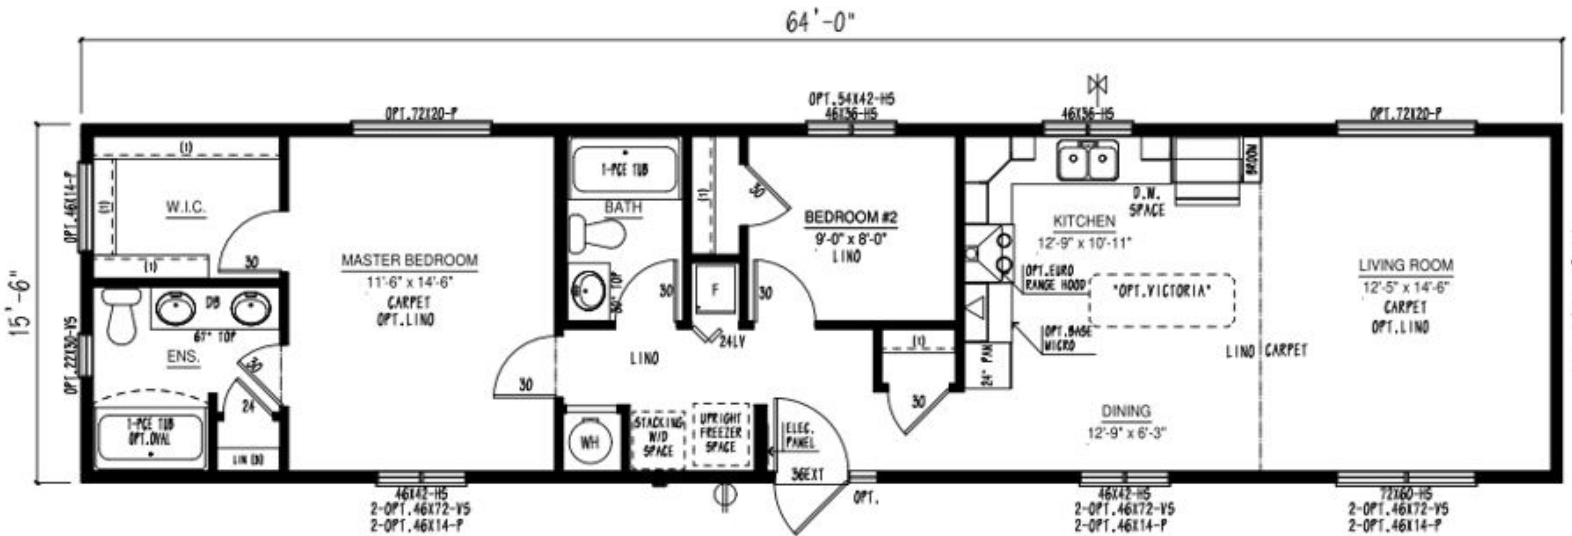 64'-0"
15'-6"
OPT.72X20-P
OPT.54X42-H5
46X36-H5
46X36-H5
OPT.72X20-P
OPT.46X14-P
OPT.22X30-V5
(1)
(1)
W.I.C.
(1)
30
DB
67" TOP
ENS.
30
24
1-PCE TUB
OPT.OVAL
LIN (3)
MASTER BEDROOM
11'-6" x 14'-6"
CARPET
OPT.LINO
30
1-PCE TUB
BATH
30" TOP
30
LINO
WH
STACKING
W/D
SPACE
UPRIGHT
FREEZER
SPACE
(1)
30
F
24LV
BEDROOM #2
9'-0" x 8'-0"
LINO
30
(1)
30
ELEC.
PANEL
36EXT
OPT.
BROOM
D.W.
SPACE
KITCHEN
12'-9" x 10'-11"
OPT.EURO
RANGE HOOD
"OPT.VICTORIA"
OPT.BASE
MICRO
24" PAN
LINO
CARPET
DINING
12'-9" x 6'-3"
LIVING ROOM
12'-5" x 14'-6"
CARPET
OPT.LINO
46X42-H5
2-OPT.46X72-V5
2-OPT.46X14-P
46X42-H5
2-OPT.46X72-V5
2-OPT.46X14-P
72X60-H5
2-OPT.46X72-V5
2-OPT.46X14-P